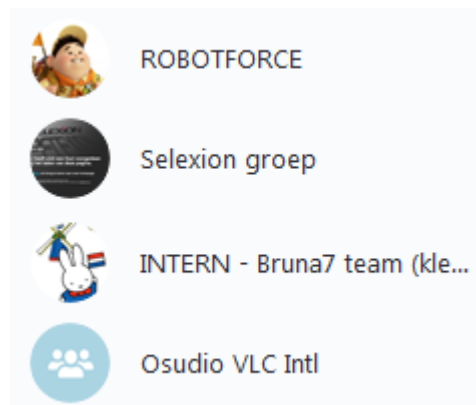 ROBOTFORCE
Selexion groep
INTERN - Bruna7 team (kle...
Osudio VLC Intl